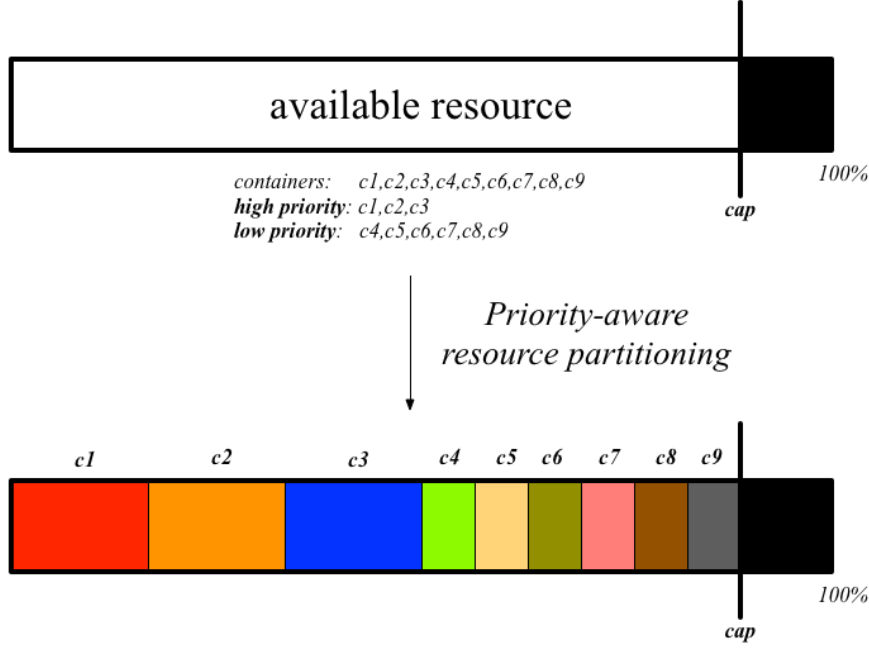 available resource
100%
containers: c1,c2,c3,c4,c5,c6,c7,c8,c9
high priority: c1,c2,c3
low priority: c4,c5,c6,c7,c8,c9
cap
Priority-aware
resource partitioning
c1 c2 c3 c4 c5 c6 c7 c8 c9
100%
cap